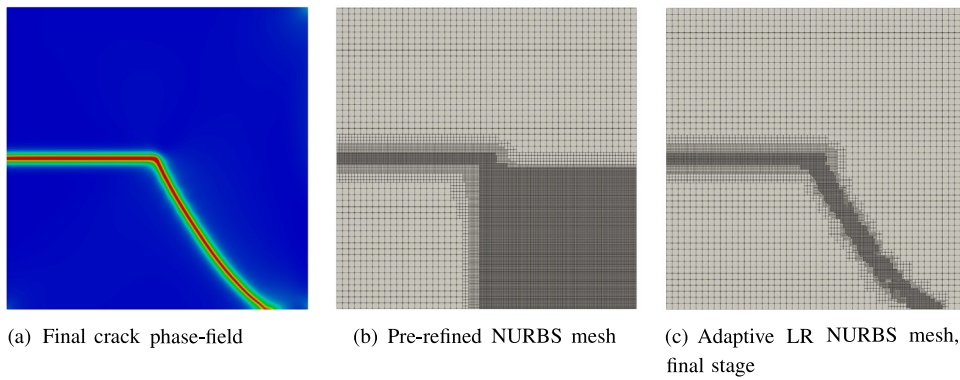 (a) Final crack phase-field
(b) Pre-refined NURBS mesh
(c) Adaptive LR NURBS mesh,
final stage